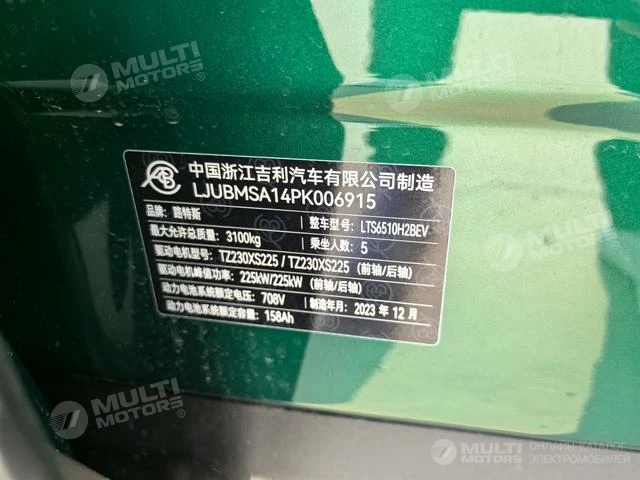 MULTI
MOTORS®
MULTI
MOTORS®
中国浙江吉利汽车有限公司制造
LJUBMSA14PK006915
品牌：路特斯
整车型号：LTS6510H2BEV
最大允许总质量：3100kg
乘坐人数：5
驱动电机型号：TZ230XS225 / TZ230XS225（前轴/后轴）
驱动电机峰值功率：225kW/225kW（前轴/后轴）
动力电池系统额定电压：708V
制造年月：2023 年 12 月
动力电池系统额定容量：158Ah
MULTI
MOTORS®
MULTI
MOTORS
ОНЛАЙН-КАТАЛОГ
ЭЛЕКТРОМОБИЛЕЙ